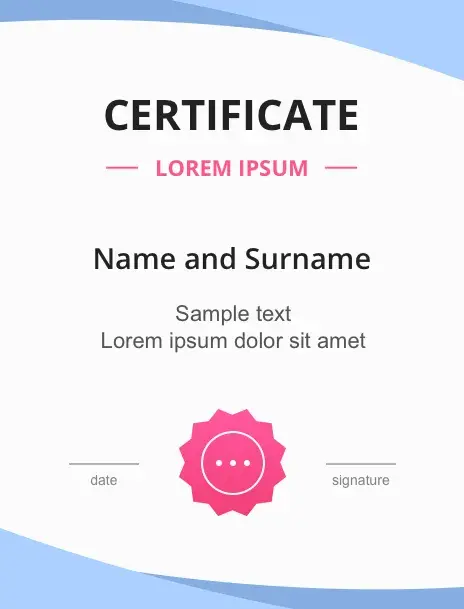 CERTIFICATE
LOREM IPSUM
Name and Surname
Sample text
Lorem ipsum dolor sit amet
date
signature